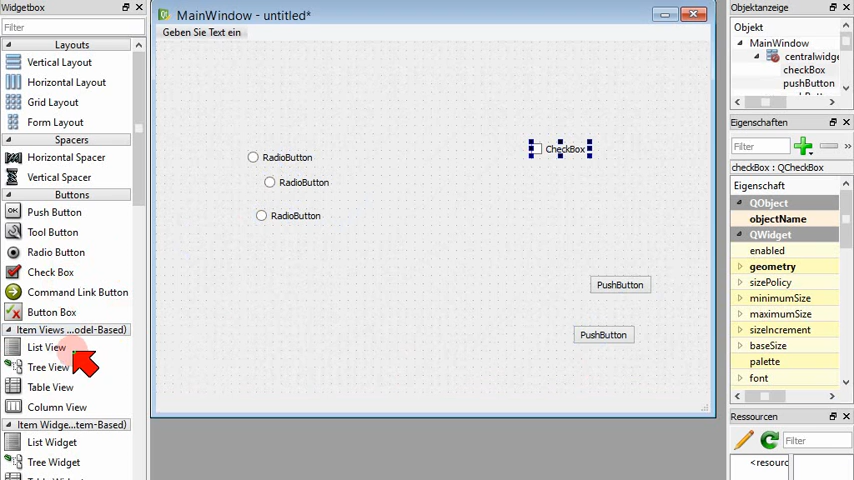 Widgetbox
Filter
Layouts
Vertical Layout
Horizontal Layout
Grid Layout
Form Layout
Spacers
Horizontal Spacer
Vertical Spacer
Buttons
Push Button
Tool Button
Radio Button
Check Box
Command Link Button
Button Box
Item Views ...odel-Based)
List View
Tree View
Table View
Column View
Item Widge...tem-Based)
List Widget
Tree Widget
MainWindow - untitled*
Geben Sie Text ein
RadioButton
CheckBox
RadioButton
RadioButton
PushButton
PushButton
Objektanzeige
Objekt
MainWindow
centralwidge
checkBox
pushButton
Eigenschaften
Filter
checkBox : QCheckBox
Eigenschaft
QObject
objectName
QWidget
enabled
geometry
sizePolicy
minimumSize
maximumSize
sizeIncrement
baseSize
palette
font
Ressourcen
Filter
<resourc